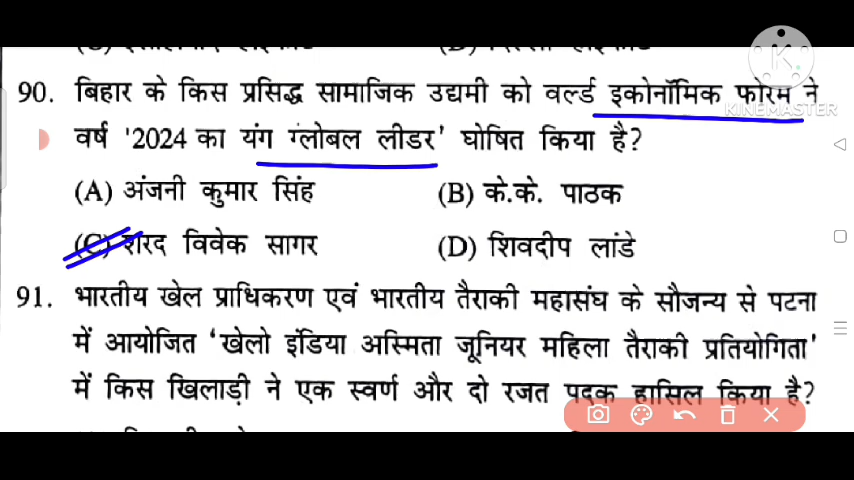 90. बिहार के किस प्रसिद्ध सामाजिक उद्यमी को वर्ल्ड इकोनॉमिक फोरम ने
KINEMASTER
वर्ष '2024 का यंग ग्लोबल लीडर' घोषित किया है?
(A) अंजनी कुमार सिंह (B) के.के. पाठक
(C) शरद विवेक सागर (D) शिवदीप लांडे
91. भारतीय खेल प्राधिकरण एवं भारतीय तैराकी महासंघ के सौजन्य से पटना
में आयोजित 'खेलो इंडिया अस्मिता जूनियर महिला तैराकी प्रतियोगिता'
में किस खिलाड़ी ने एक स्वर्ण और दो रजत पदक हासिल किया है?